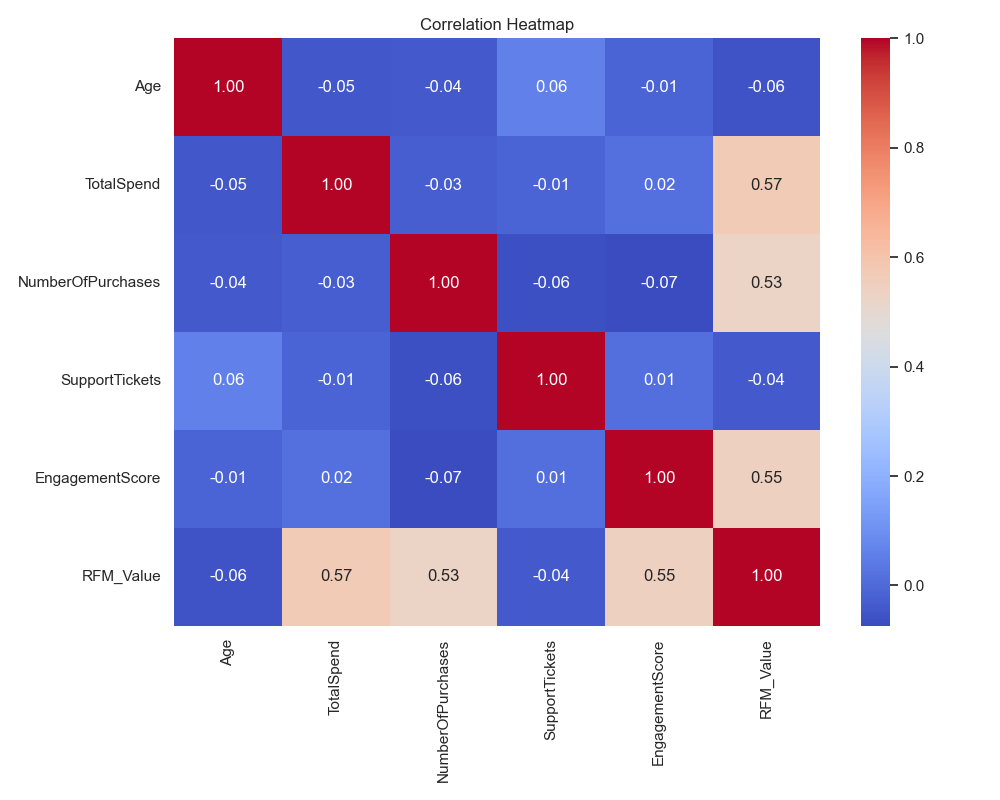 Correlation Heatmap
Age 1.00 -0.05 -0.04 0.06 -0.01 -0.06
TotalSpend -0.05 1.00 -0.03 -0.01 0.02 0.57
NumberOfPurchases -0.04 -0.03 1.00 -0.06 -0.07 0.53
SupportTickets 0.06 -0.01 -0.06 1.00 0.01 -0.04
EngagementScore -0.01 0.02 -0.07 0.01 1.00 0.55
RFM_Value -0.06 0.57 0.53 -0.04 0.55 1.00
Age
TotalSpend
NumberOfPurchases
SupportTickets
EngagementScore
RFM_Value
1.0
0.8
0.6
0.4
0.2
0.0